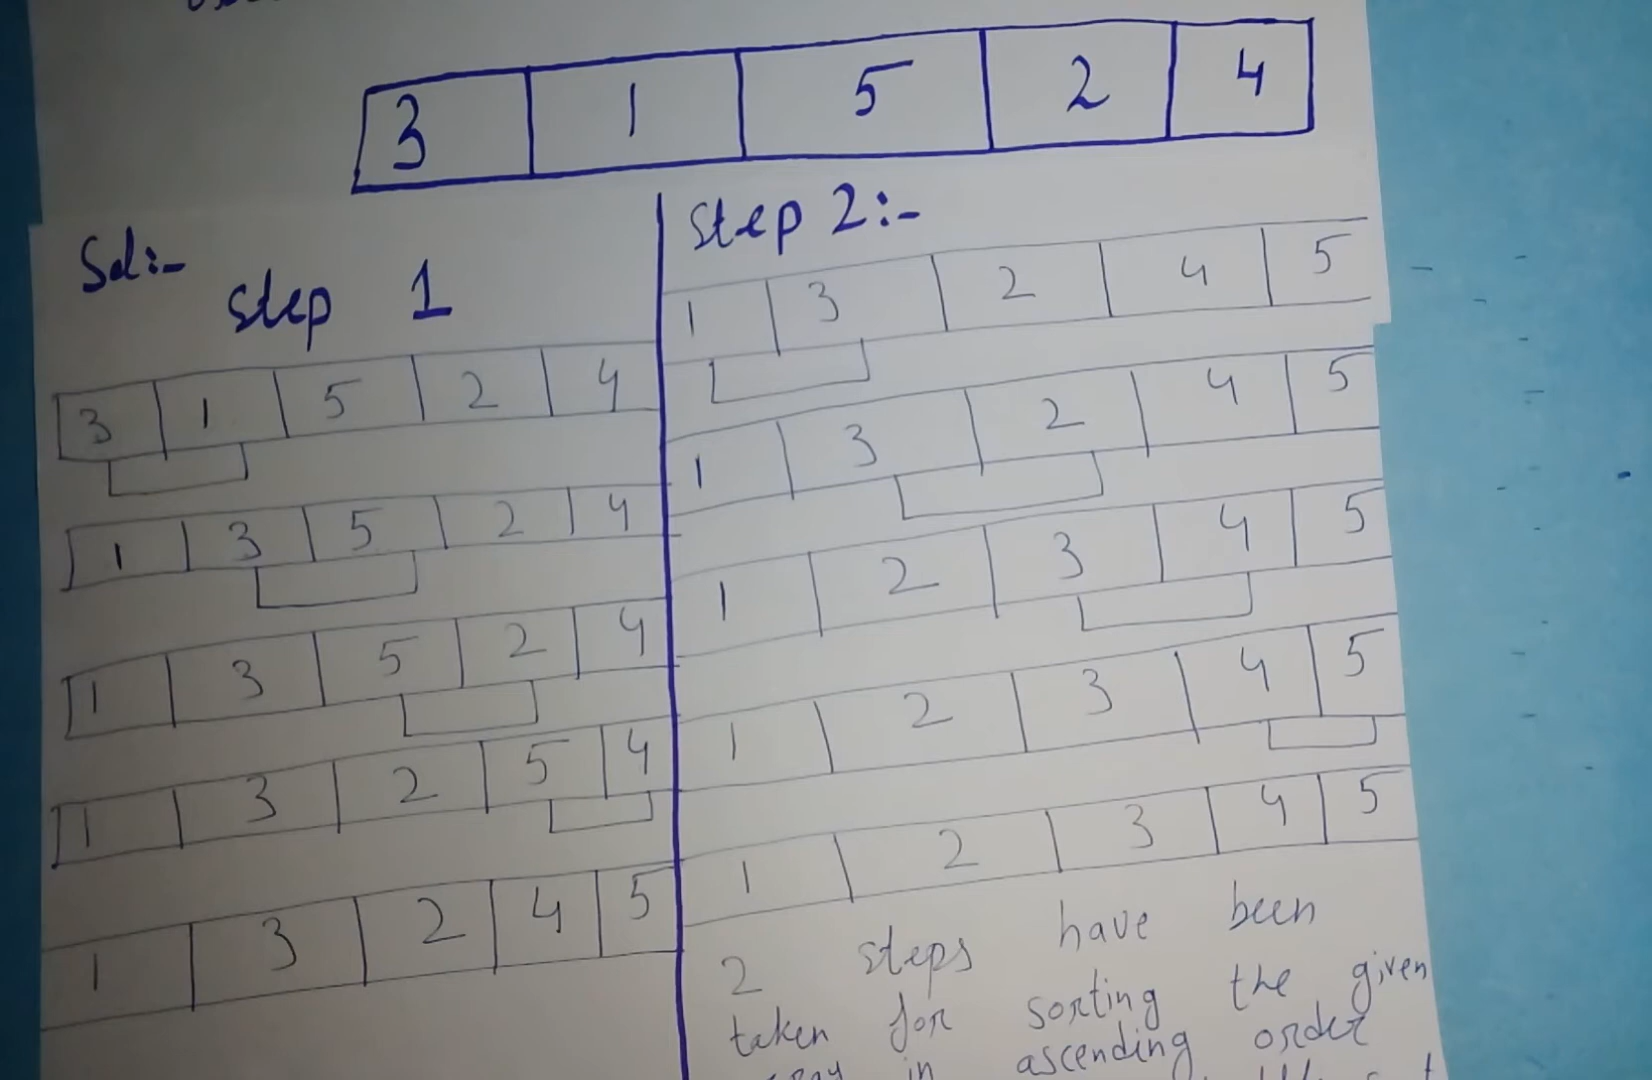 3 1 5 2 4
Sol:-
Step 1
3 1 5 2 4
1 3 5 2 4
1 3 5 2 4
1 3 2 5 4
1 3 2 4 5
Step 2:-
1 3 2 4 5
1 3 2 4 5
1 2 3 4 5
1 2 3 4 5
1 2 3 4 5
2 steps have been
taken for sorting the given
in ascending order